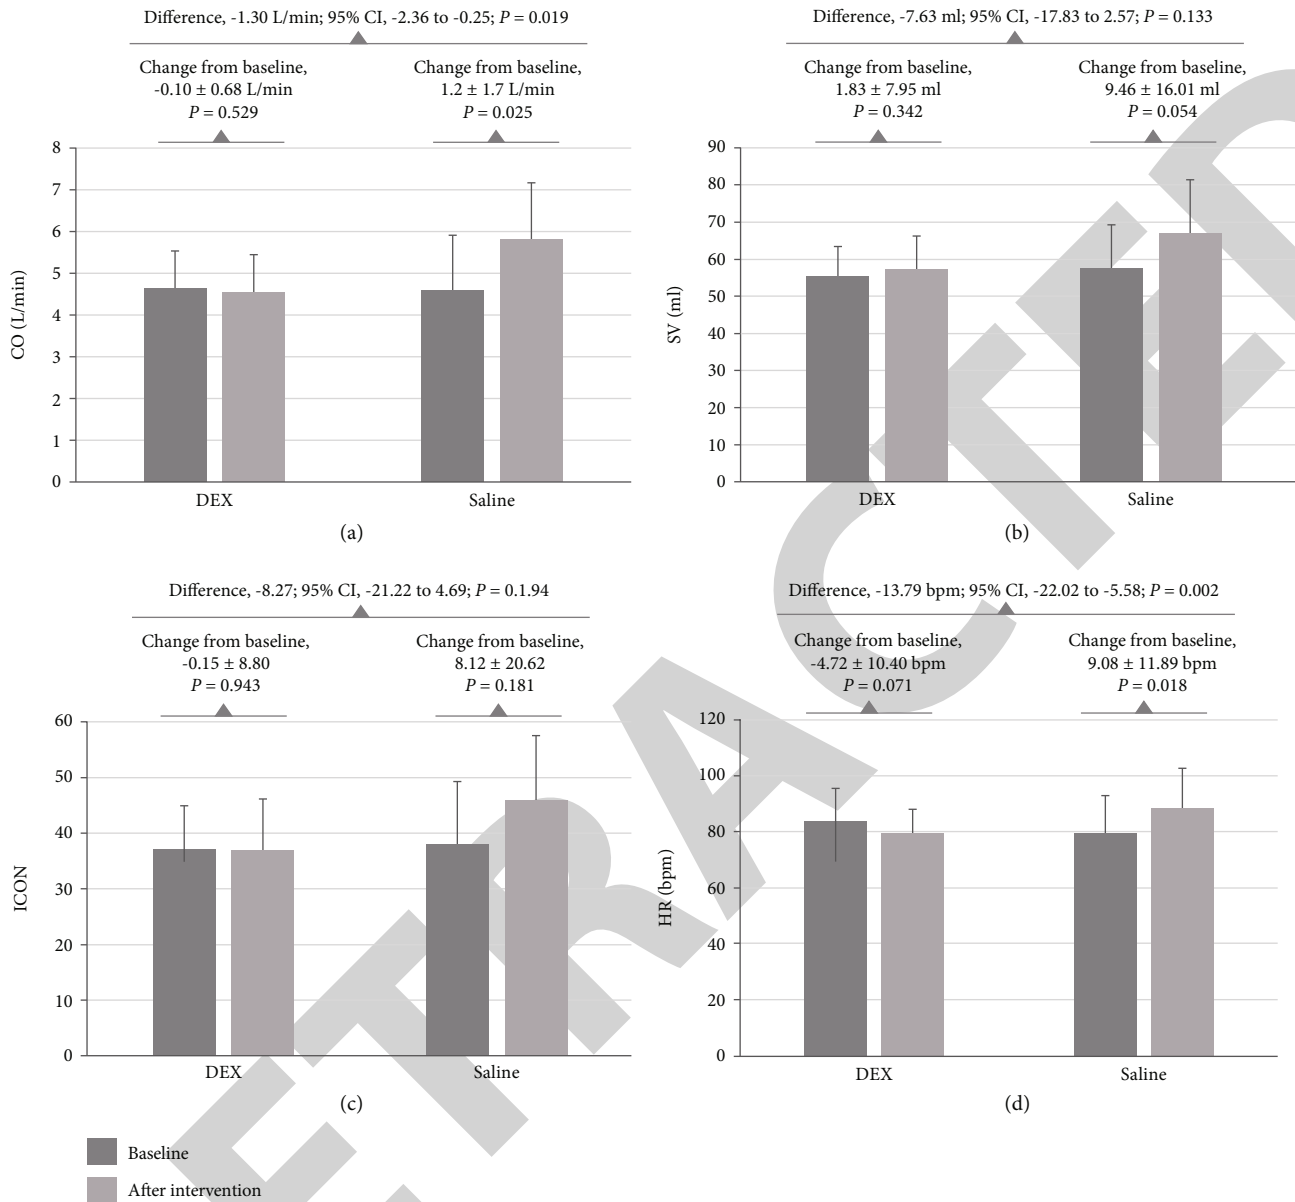 Difference, -1.30 L/min; 95% CI, -2.36 to -0.25; P = 0.019
Change from baseline,
-0.10 ± 0.68 L/min
P = 0.529
Change from baseline,
1.2 ± 1.7 L/min
P = 0.025
8
7
6
5
4
3
2
1
0
CO (L/min)
DEX
Saline
(a)
Difference, -7.63 ml; 95% CI, -17.83 to 2.57; P = 0.133
Change from baseline,
1.83 ± 7.95 ml
P = 0.342
Change from baseline,
9.46 ± 16.01 ml
P = 0.054
90
80
70
60
50
40
30
20
10
0
SV (ml)
DEX
Saline
(b)
Difference, -8.27; 95% CI, -21.22 to 4.69; P = 0.1.94
Change from baseline,
-0.15 ± 8.80
P = 0.943
Change from baseline,
8.12 ± 20.62
P = 0.181
60
50
40
30
20
10
0
ICON
DEX
Saline
(c)
Difference, -13.79 bpm; 95% CI, -22.02 to -5.58; P = 0.002
Change from baseline,
-4.72 ± 10.40 bpm
P = 0.071
Change from baseline,
9.08 ± 11.89 bpm
P = 0.018
120
100
80
60
40
20
0
HR (bpm)
DEX
Saline
(d)
Baseline
After intervention
ETRACTED